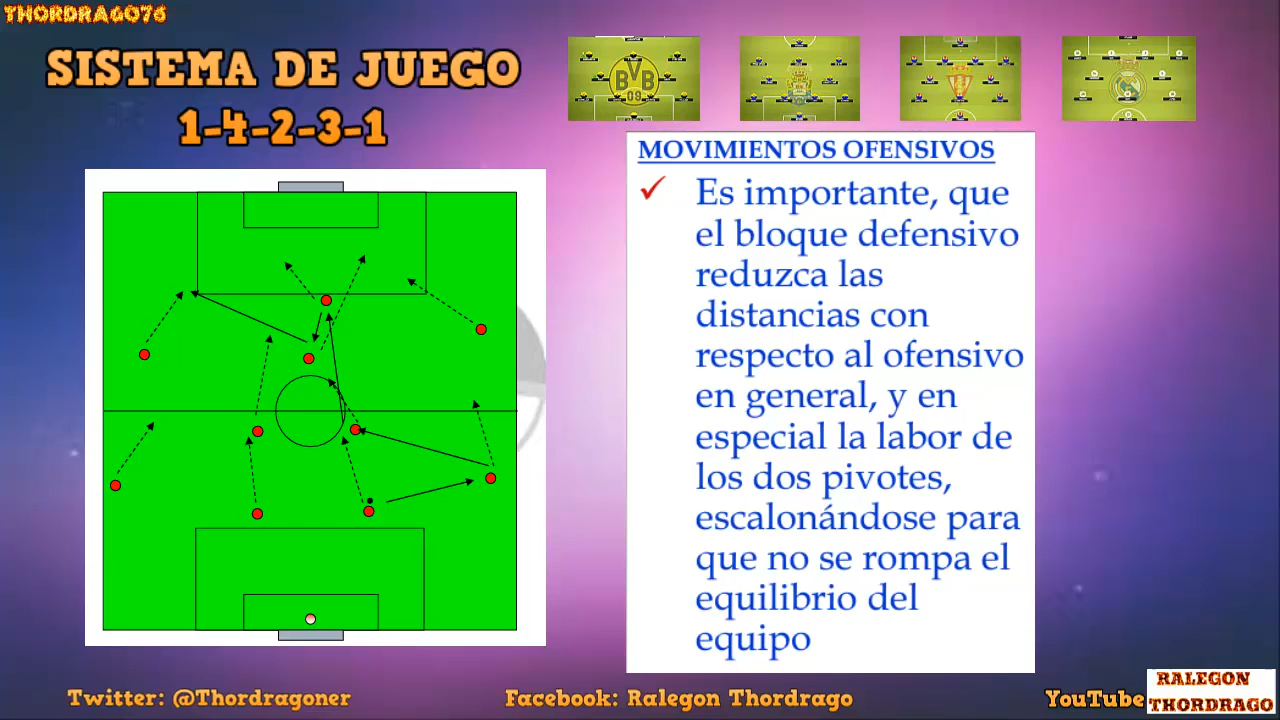 THORDRAGO76
SISTEMA DE JUEGO
1-4-2-3-1
BVB
09
MOVIMIENTOS OFENSIVOS
Es importante, que
el bloque defensivo
reduzca las
distancias con
respecto al ofensivo
en general, y en
especial la labor de
los dos pivotes,
escalonándose para
que no se rompa el
equilibrio del
equipo
Twitter: @Thordragoner
Facebook: Ralegon Thordrago
YouTube
RALEGON
THORDRAGO